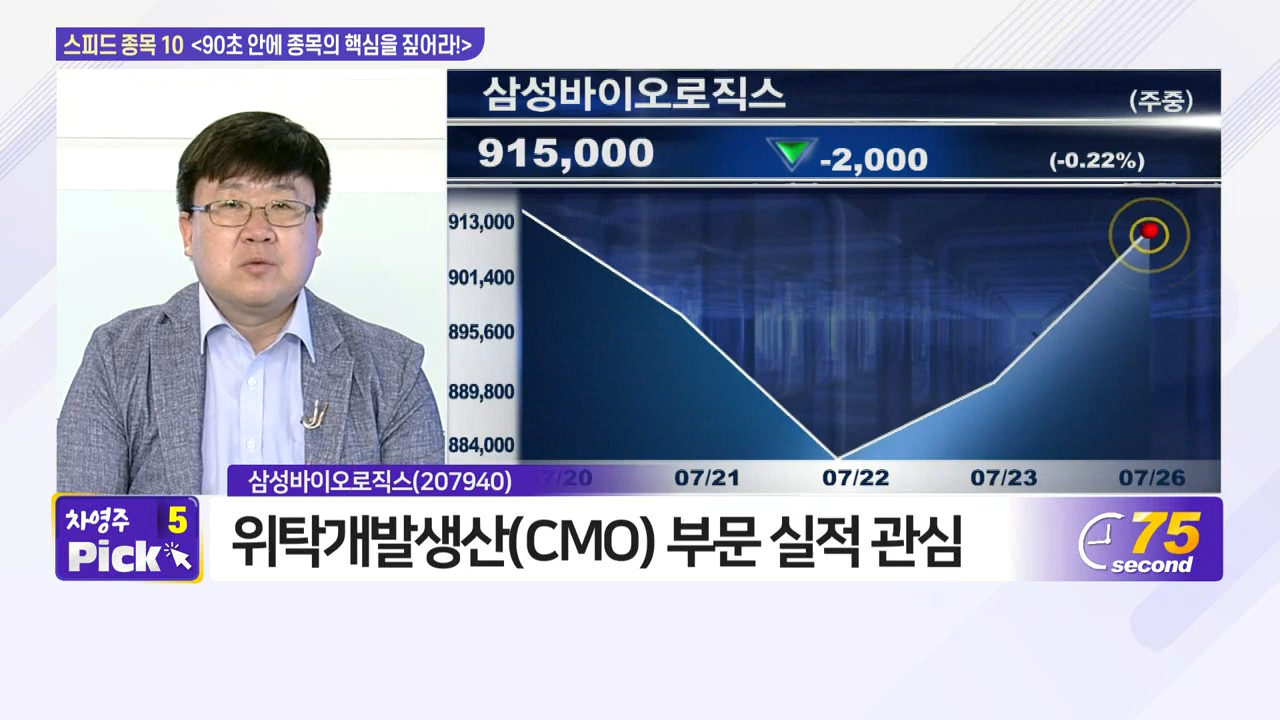 스피드 종목 10 <90초 안에 종목의 핵심을 짚어라!>
삼성바이오로직스 (주중)
915,000 -2,000 (-0.22%)
913,000
901,400
895,600
889,800
884,000
7/20 07/21 07/22 07/23 07/26
삼성바이오로직스(207940)
차영주 5
Pick
위탁개발생산(CMO) 부문 실적 관심
75
second